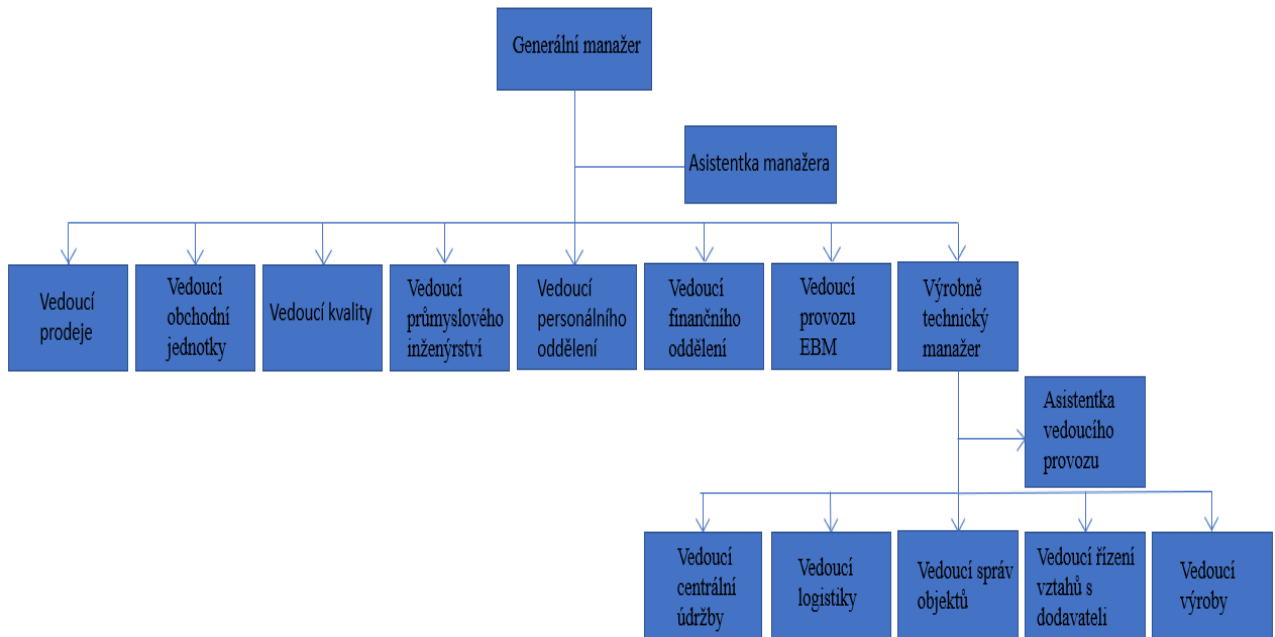 Generální manažer
Asistentka manažera
Vedoucí
prodeje
Vedoucí
obchodní
jednotky
Vedoucí kvality
Vedoucí
průmyslového
inženýrství
Vedoucí
personálního
oddělení
Vedoucí
finančního
oddělení
Vedoucí
provozu
EBM
Výrobně
technický
manažer
Asistentka
vedoucího
provozu
Vedoucí
centrální
údržby
Vedoucí
logistiky
Vedoucí správ
objektů
Vedoucí řízení
vztahů s
dodavateli
Vedoucí
výroby